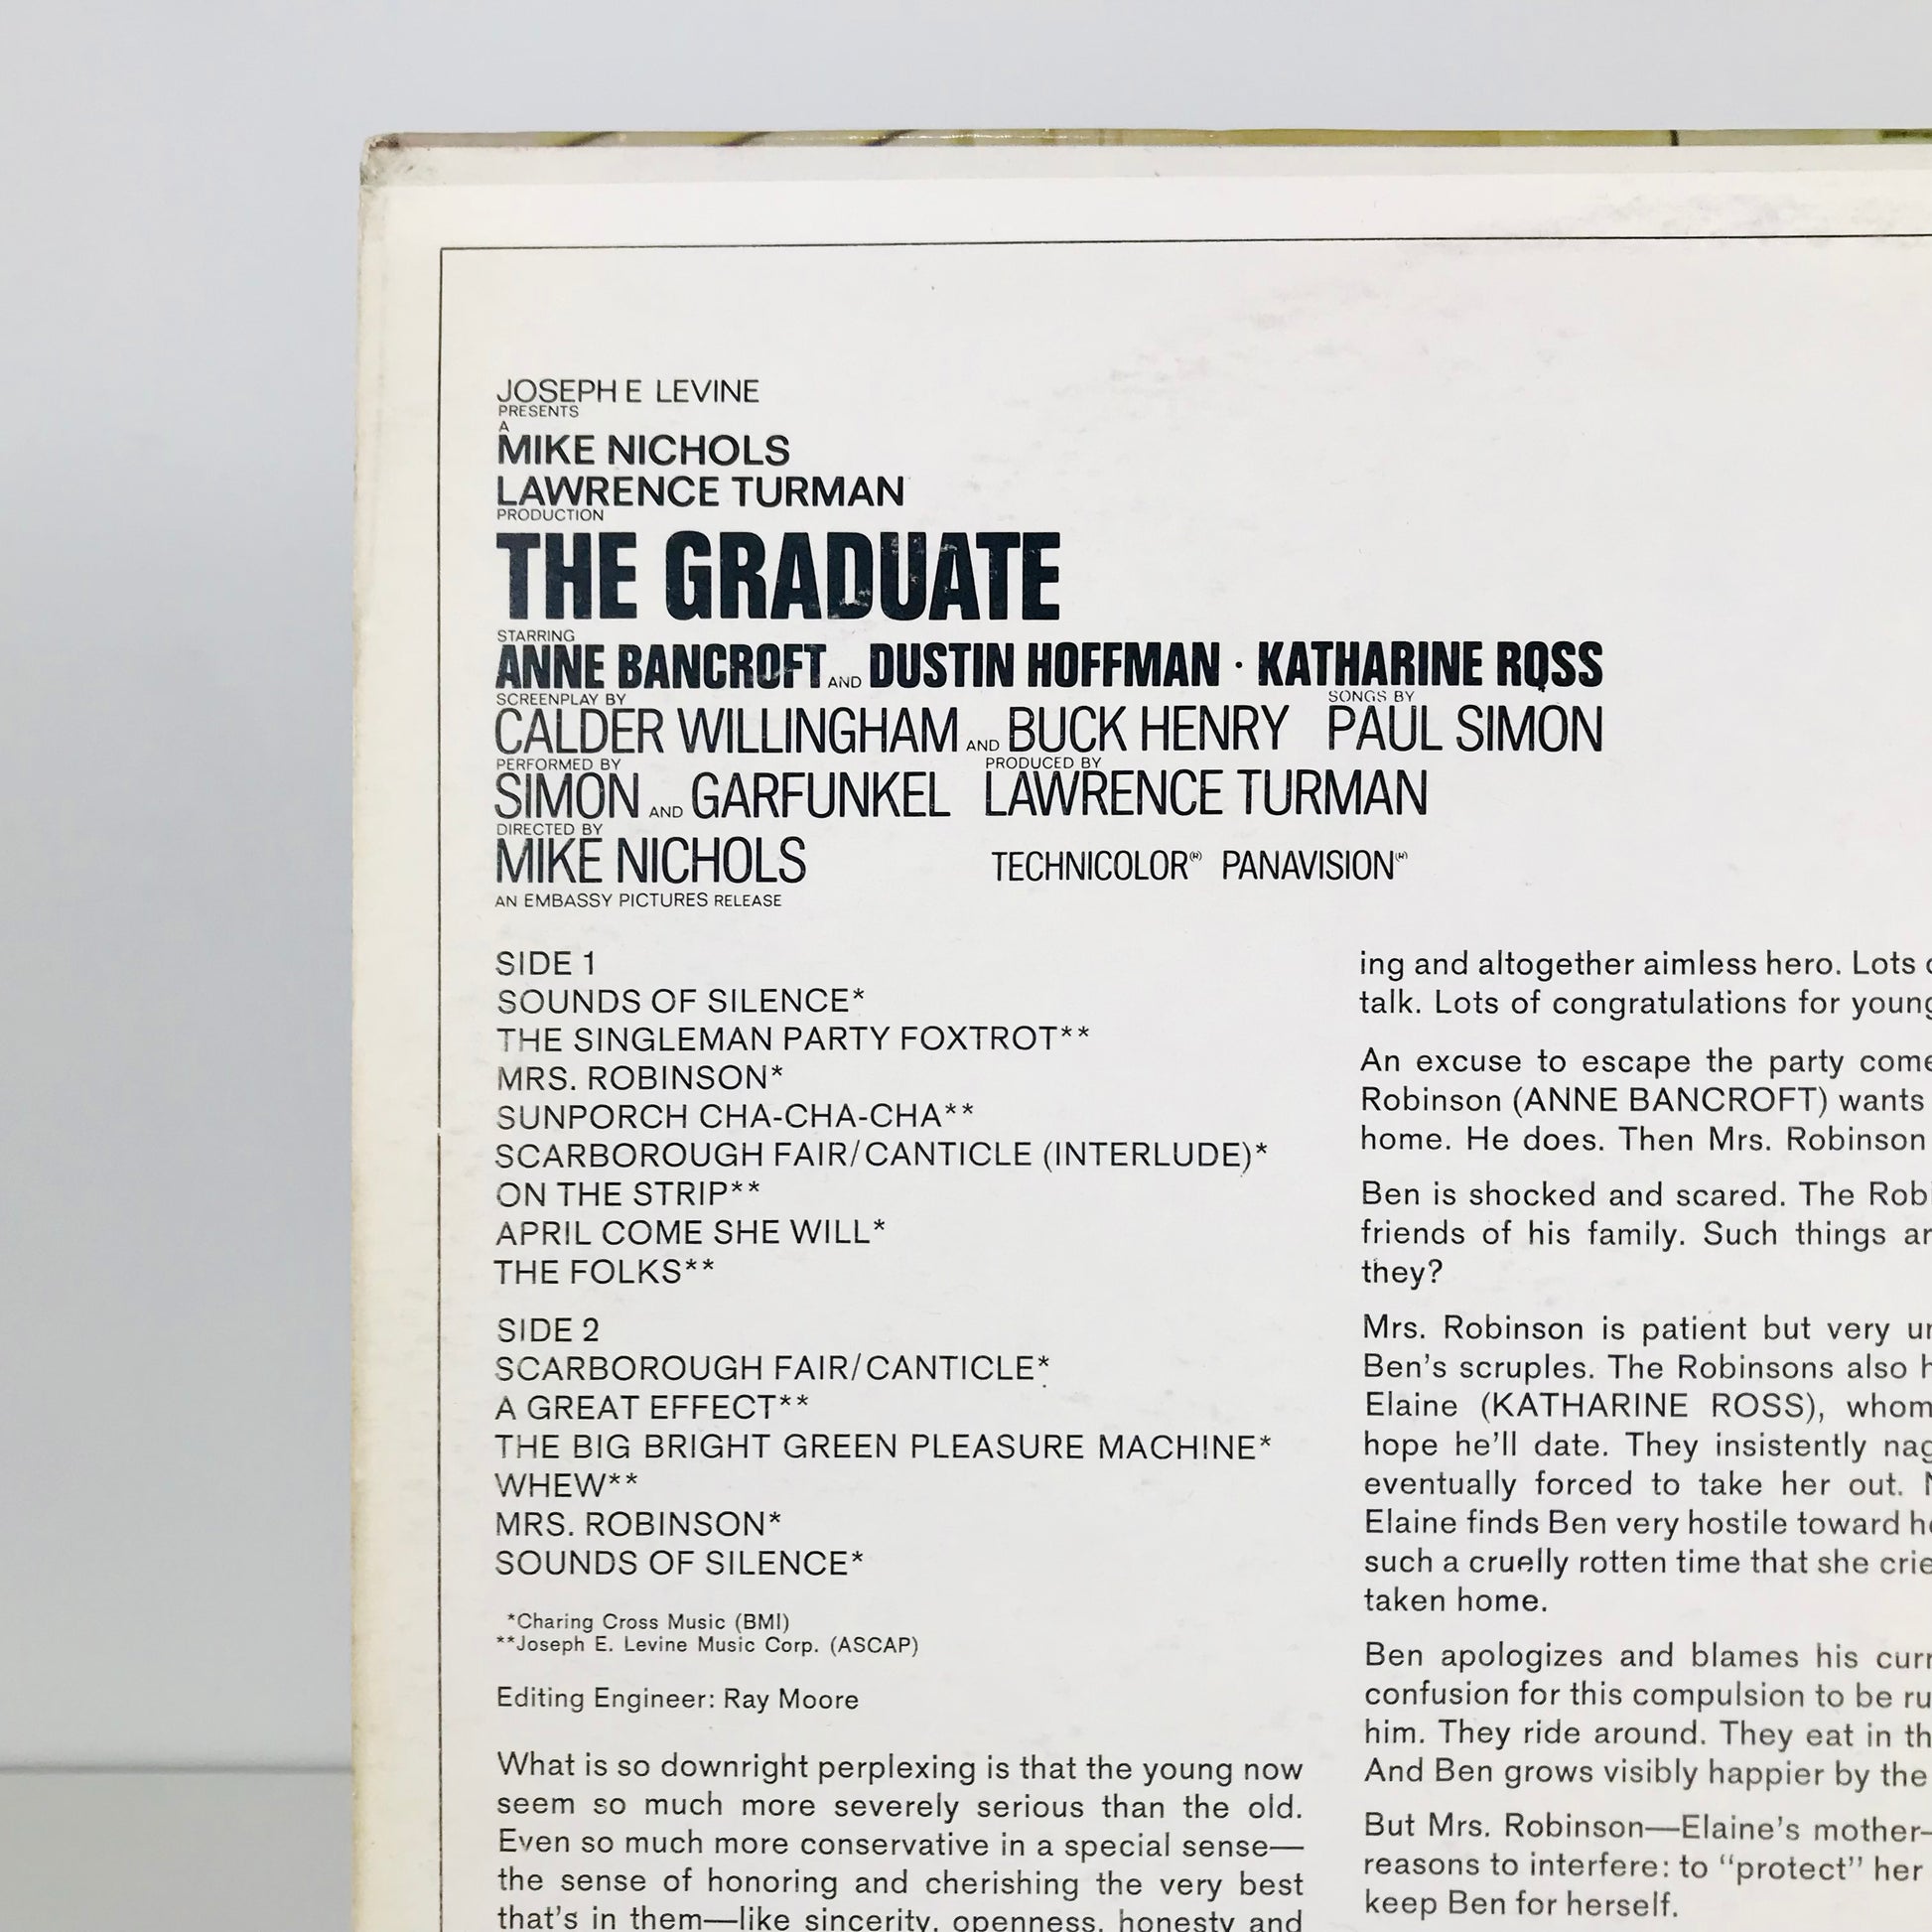 JOSEPH E LEVINE
PRESENTS
A
MIKE NICHOLS
LAWRENCE TURMAN
PRODUCTION
THE GRADUATE
STARRING
ANNE BANCROFT AND DUSTIN HOFFMAN · KATHARINE ROSS
SCREENPLAY BY SONGS BY
CALDER WILLINGHAM AND BUCK HENRY PAUL SIMON
PERFORMED BY PRODUCED BY
SIMON AND GARFUNKEL LAWRENCE TURMAN
DIRECTED BY
MIKE NICHOLS TECHNICOLOR® PANAVISION®
AN EMBASSY PICTURES RELEASE
SIDE 1
SOUNDS OF SILENCE*
THE SINGLEMAN PARTY FOXTROT**
MRS. ROBINSON*
SUNPORCH CHA-CHA-CHA**
SCARBOROUGH FAIR/CANTICLE (INTERLUDE)*
ON THE STRIP**
APRIL COME SHE WILL*
THE FOLKS**
SIDE 2
SCARBOROUGH FAIR/CANTICLE*
A GREAT EFFECT**
THE BIG BRIGHT GREEN PLEASURE MACHINE*
WHEW**
MRS. ROBINSON*
SOUNDS OF SILENCE*
*Charing Cross Music (BMI)
**Joseph E. Levine Music Corp. (ASCAP)
Editing Engineer: Ray Moore
What is so downright perplexing is that the young now
seem so much more severely serious than the old.
Even so much more conservative in a special sense—
the sense of honoring and cherishing the very best
that's in them—like sincerity, openness, honesty and
ing and altogether aimless hero. Lots
talk. Lots of congratulations for
An excuse to escape the party
Robinson (ANNE BANCROFT) wants
home. He does. Then Mrs. Robinson
Ben is shocked and scared. The
friends of his family. Such things
they?
Mrs. Robinson is patient but very
Ben's scruples. The Robinsons also
Elaine (KATHARINE ROSS), whom
hope he'll date. They insistently
eventually forced to take her out.
Elaine finds Ben very hostile toward
such a cruelly rotten time that she
taken home.
Ben apologizes and blames his
confusion for this compulsion to be
him. They ride around. They eat in
And Ben grows visibly happier by the
But Mrs. Robinson—Elaine's mother—
reasons to interfere: to "protect" her
keep Ben for herself.